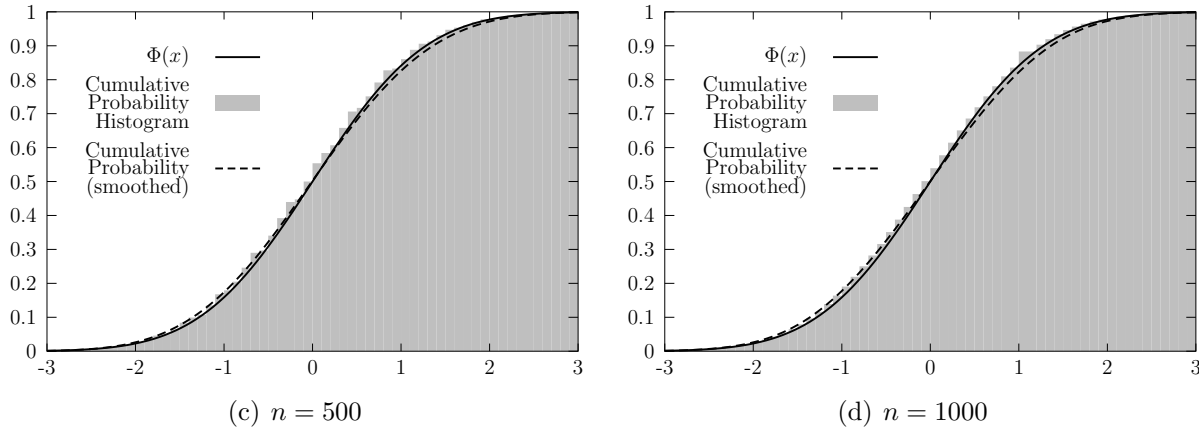 1
0.9
0.8
0.7
0.6
0.5
0.4
0.3
0.2
0.1
0
-3
-2
-1
0
1
2
3
Φ(x)
Cumulative
Probability
Histogram
Cumulative
Probability
(smoothed)
(c) n = 500
1
0.9
0.8
0.7
0.6
0.5
0.4
0.3
0.2
0.1
0
-3
-2
-1
0
1
2
3
Φ(x)
Cumulative
Probability
Histogram
Cumulative
Probability
(smoothed)
(d) n = 1000